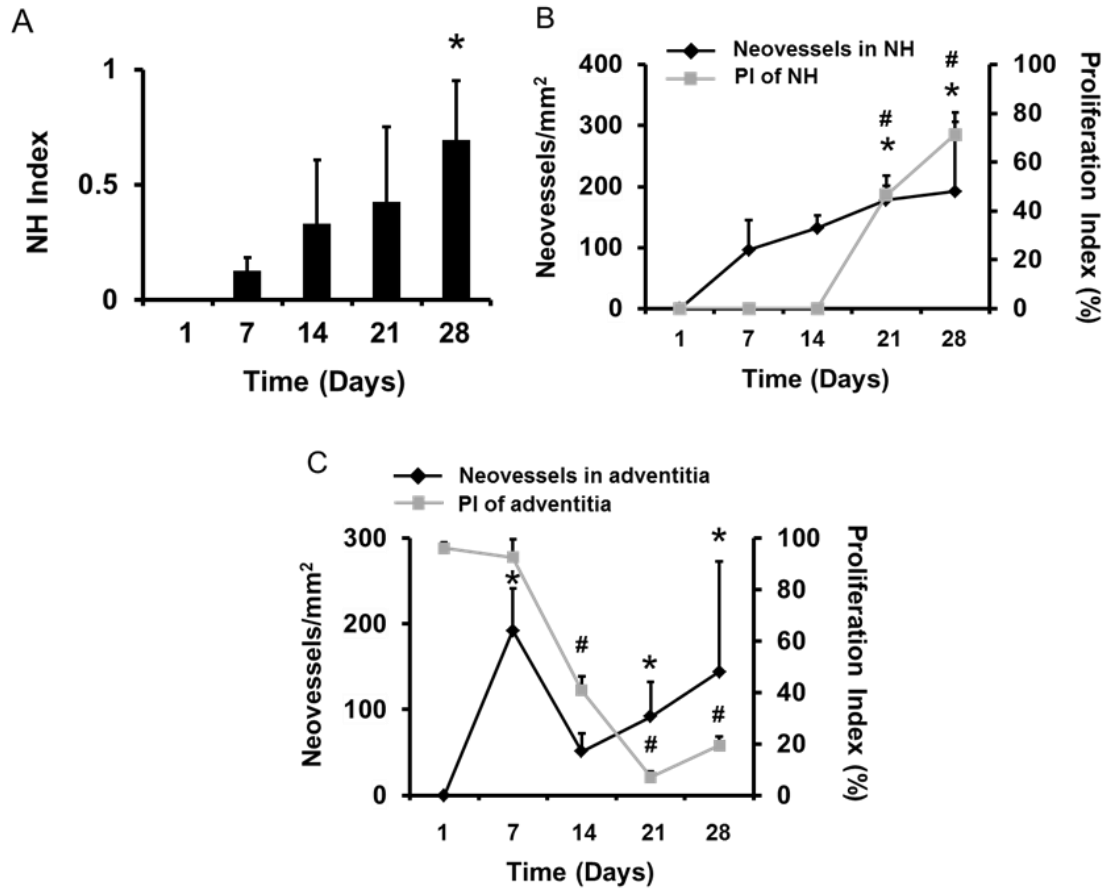 A
*
1
0.5
0
NH Index
1 7 14 21 28
Time (Days)
B
Neovessels in NH
PI of NH
400
300
200
100
0
Neovessels/mm²
100
80
60
40
20
0
Proliferation Index (%)
#
*
#
*
1 7 14 21 28
Time (Days)
C
Neovessels in adventitia
PI of adventitia
300
200
100
0
Neovessels/mm²
100
80
60
40
20
0
Proliferation Index (%)
*
#
*
#
*
#
1 7 14 21 28
Time (Days)